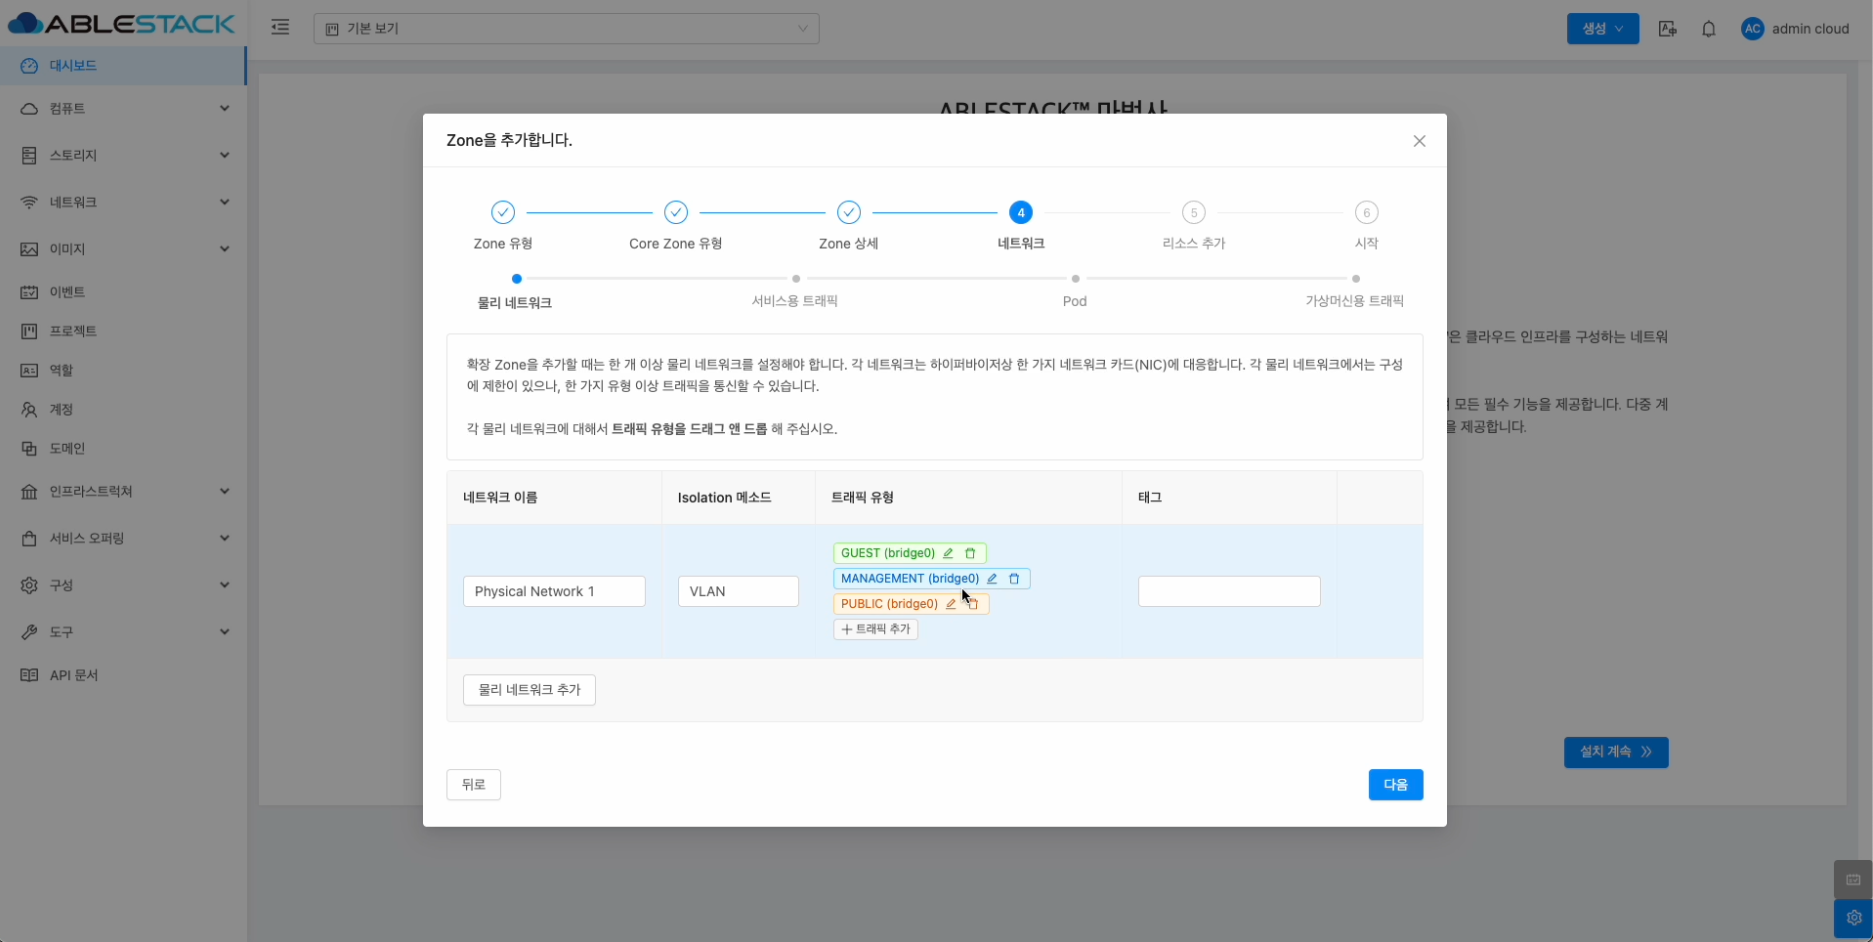 ABLESTACK
기본 보기
생성
AC
admin cloud
대시보드
컴퓨트
스토리지
네트워크
이미지
이벤트
프로젝트
역할
계정
도메인
인프라스트럭쳐
서비스 오퍼링
구성
도구
API 문서
ABLESTACK™ 마법사
Zone을 추가합니다.
4
5
6
Zone 유형
Core Zone 유형
Zone 상세
네트워크
리소스 추가
시작
물리 네트워크
서비스용 트래픽
Pod
가상머신용 트래픽
확장 Zone을 추가할 때는 한 개 이상 물리 네트워크를 설정해야 합니다. 각 네트워크는 하이퍼바이저상 한 가지 네트워크 카드(NIC)에 대응합니다. 각 물리 네트워크에서는 구성
에 제한이 있으나, 한 가지 유형 이상 트래픽을 통신할 수 있습니다.
각 물리 네트워크에 대해서 트래픽 유형을 드래그 앤 드롭 해 주십시오.
은 클라우드 인프라를 구성하는 네트워
모든 필수 기능을 제공합니다. 다중 계
을 제공합니다.
네트워크 이름
Isolation 메소드
트래픽 유형
태그
Physical Network 1
VLAN
GUEST (bridge0)
MANAGEMENT (bridge0)
PUBLIC (bridge0)
트래픽 추가
물리 네트워크 추가
설치 계속
뒤로
다음